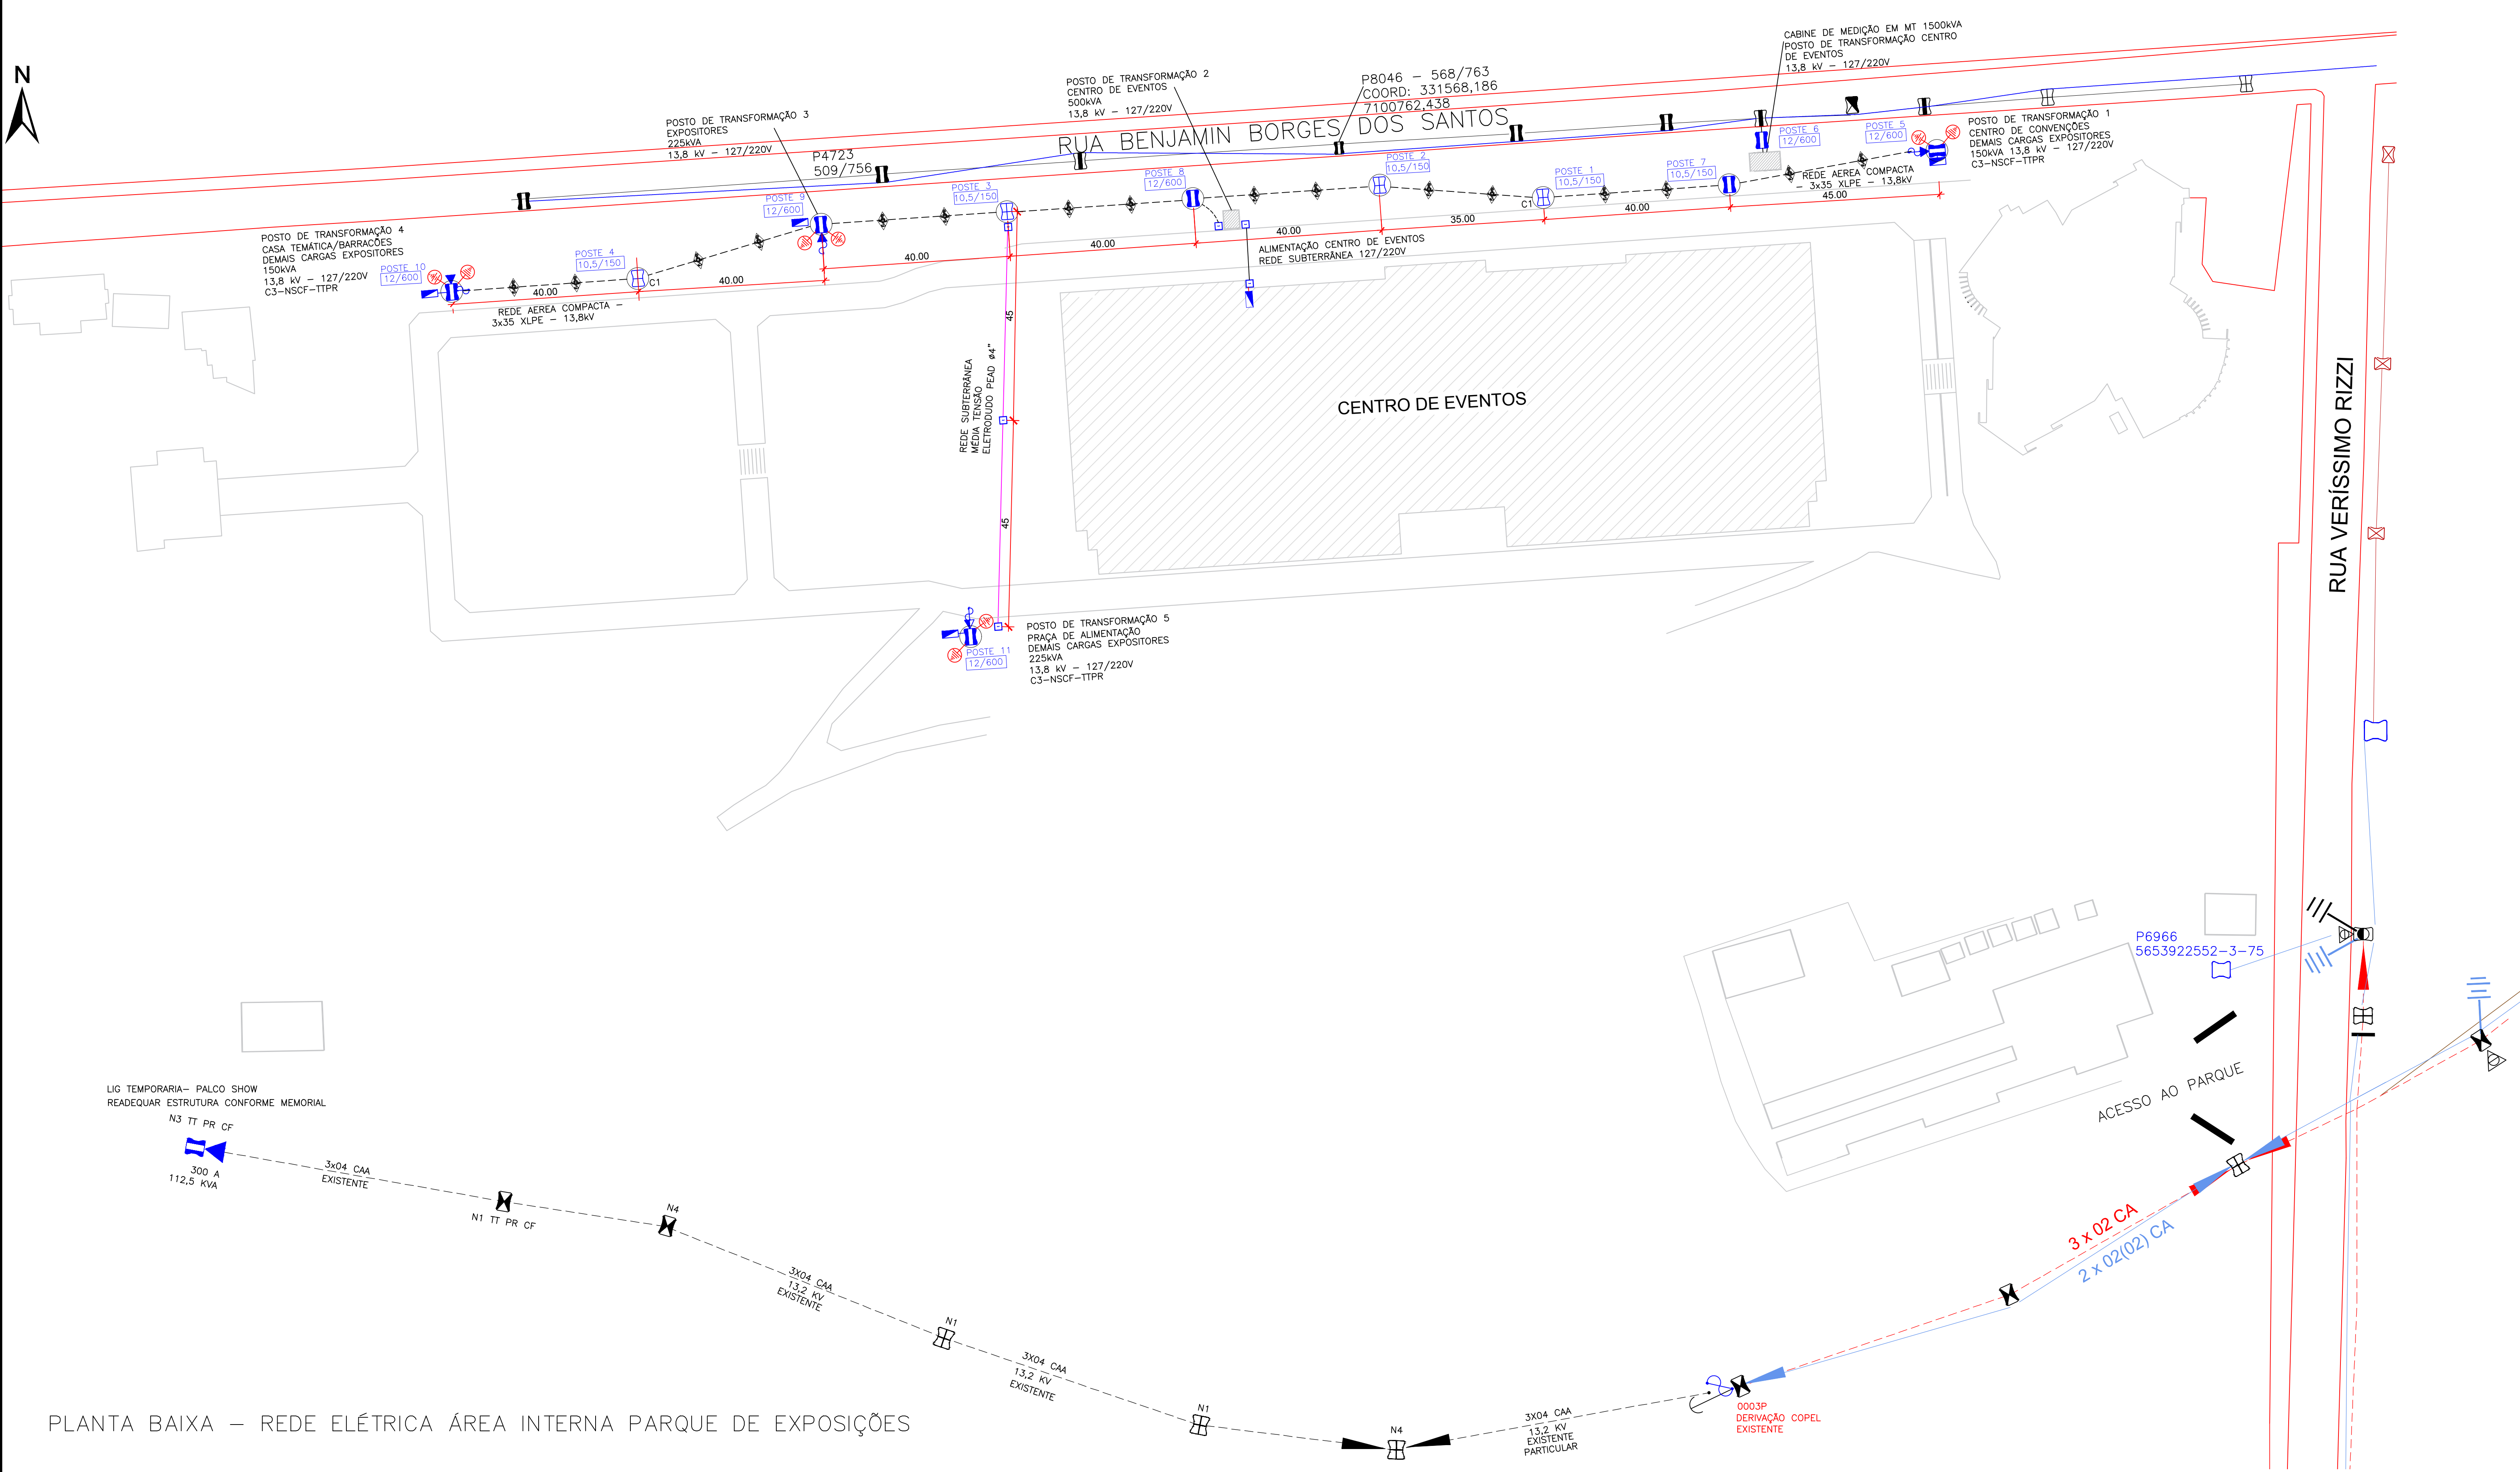 N
CABINE DE MEDIÇÃO EM MT 1500kVA
POSTO DE TRANSFORMAÇÃO CENTRO
DE EVENTOS
13,8 kV - 127/220V
POSTO DE TRANSFORMAÇÃO 2
CENTRO DE EVENTOS
500kVA
13,8 kV - 127/220V
P8046 - 568/763
COORD: 331568,186
7100762,438
POSTO DE TRANSFORMAÇÃO 3
EXPOSITORES
225kVA
13,8 kV - 127/220V
RUA BENJAMIN BORGES DOS SANTOS
P4723
509/756
POSTO DE TRANSFORMAÇÃO 1
CENTRO DE CONVENÇÕES
DEMAIS CARGAS EXPOSITORES
150kVA 13,8 kV - 127/220V
C3-NSCF-TTPR
POSTE 5
12/600
POSTE 6
12/600
POSTE 7
10,5/150
POSTE 1
10,5/150
C1
POSTE 2
10,5/150
POSTE 8
12/600
POSTE 3
10,5/150
POSTE 9
12/600
POSTE 4
10,5/150
C1
POSTE 10
12/600
REDE AEREA COMPACTA
- 3x35 XLPE - 13,8kV
45.00
40.00
35.00
40.00
40.00
40.00
40.00
40.00
POSTO DE TRANSFORMAÇÃO 4
CASA TEMÁTICA/BARRACÕES
DEMAIS CARGAS EXPOSITORES
150kVA
13,8 kV - 127/220V
C3-NSCF-TTPR
ALIMENTAÇÃO CENTRO DE EVENTOS
REDE SUBTERRÂNEA 127/220V
REDE AEREA COMPACTA -
3x35 XLPE - 13,8kV
45
45
REDE SUBTERRÂNEA
MÉDIA TENSÃO
ELETRODUDO PEAD ø4"
CENTRO DE EVENTOS
RUA VERÍSSIMO RIZZI
POSTO DE TRANSFORMAÇÃO 5
PRAÇA DE ALIMENTAÇÃO
DEMAIS CARGAS EXPOSITORES
225kVA
13,8 kV - 127/220V
C3-NSCF-TTPR
POSTE 11
12/600
P6966
5653922552-3-75
ACESSO AO PARQUE
LIG TEMPORARIA- PALCO SHOW
READEQUAR ESTRUTURA CONFORME MEMORIAL
N3 TT PR CF
300 A
112,5 KVA
3x04 CAA
EXISTENTE
N1 TT PR CF
N4
3X04 CAA
13,2 KV
EXISTENTE
N1
3X04 CAA
13,2 KV
EXISTENTE
N1
N4
3X04 CAA
13,2 KV
EXISTENTE
PARTICULAR
3 x 02 CA
2 x 02(02) CA
0003P
DERIVAÇÃO COPEL
EXISTENTE
PLANTA BAIXA - REDE ELÉTRICA ÁREA INTERNA PARQUE DE EXPOSIÇÕES